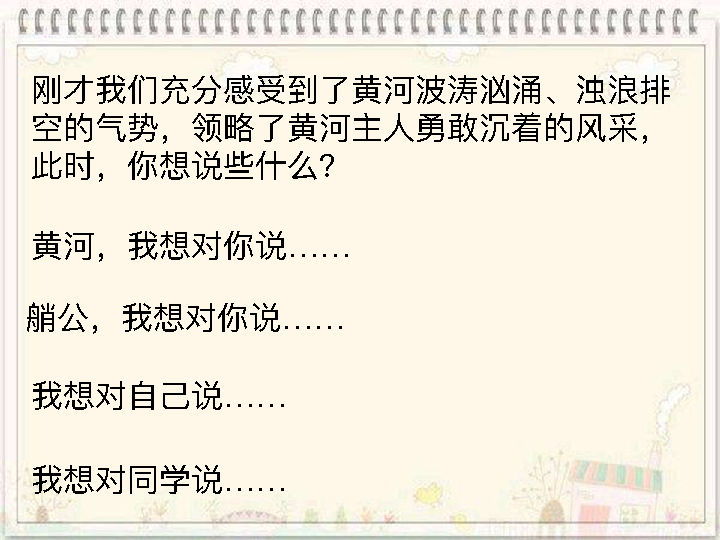 刚才我们充分感受到了黄河波涛汹涌、浊浪排
空的气势，领略了黄河主人勇敢沉着的风采，
此时，你想说些什么？
黄河，我想对你说……
艄公，我想对你说……
我想对自己说……
我想对同学说……